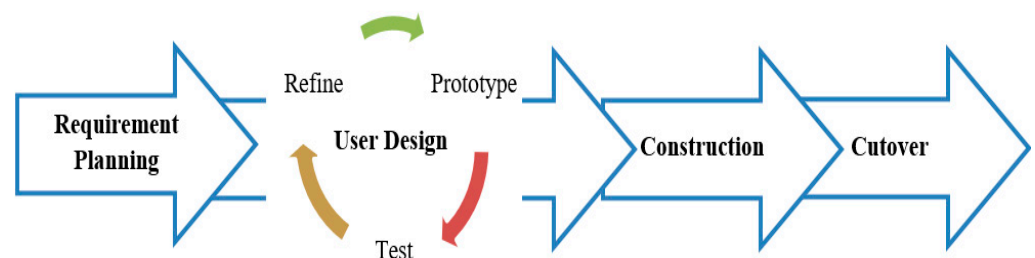 Requirement
Planning
Refine
Prototype
User Design
Test
Construction
Cutover